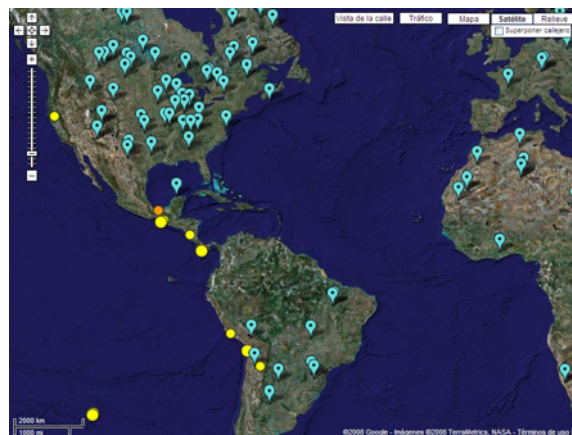 Vista de la calle
Tráfico
Mapa
Satélite
Relieve
Superponer callejero
2000 km
1000 mi
©2008 Google - Imágenes ©2008 TerraMetrics, NASA - Términos de uso